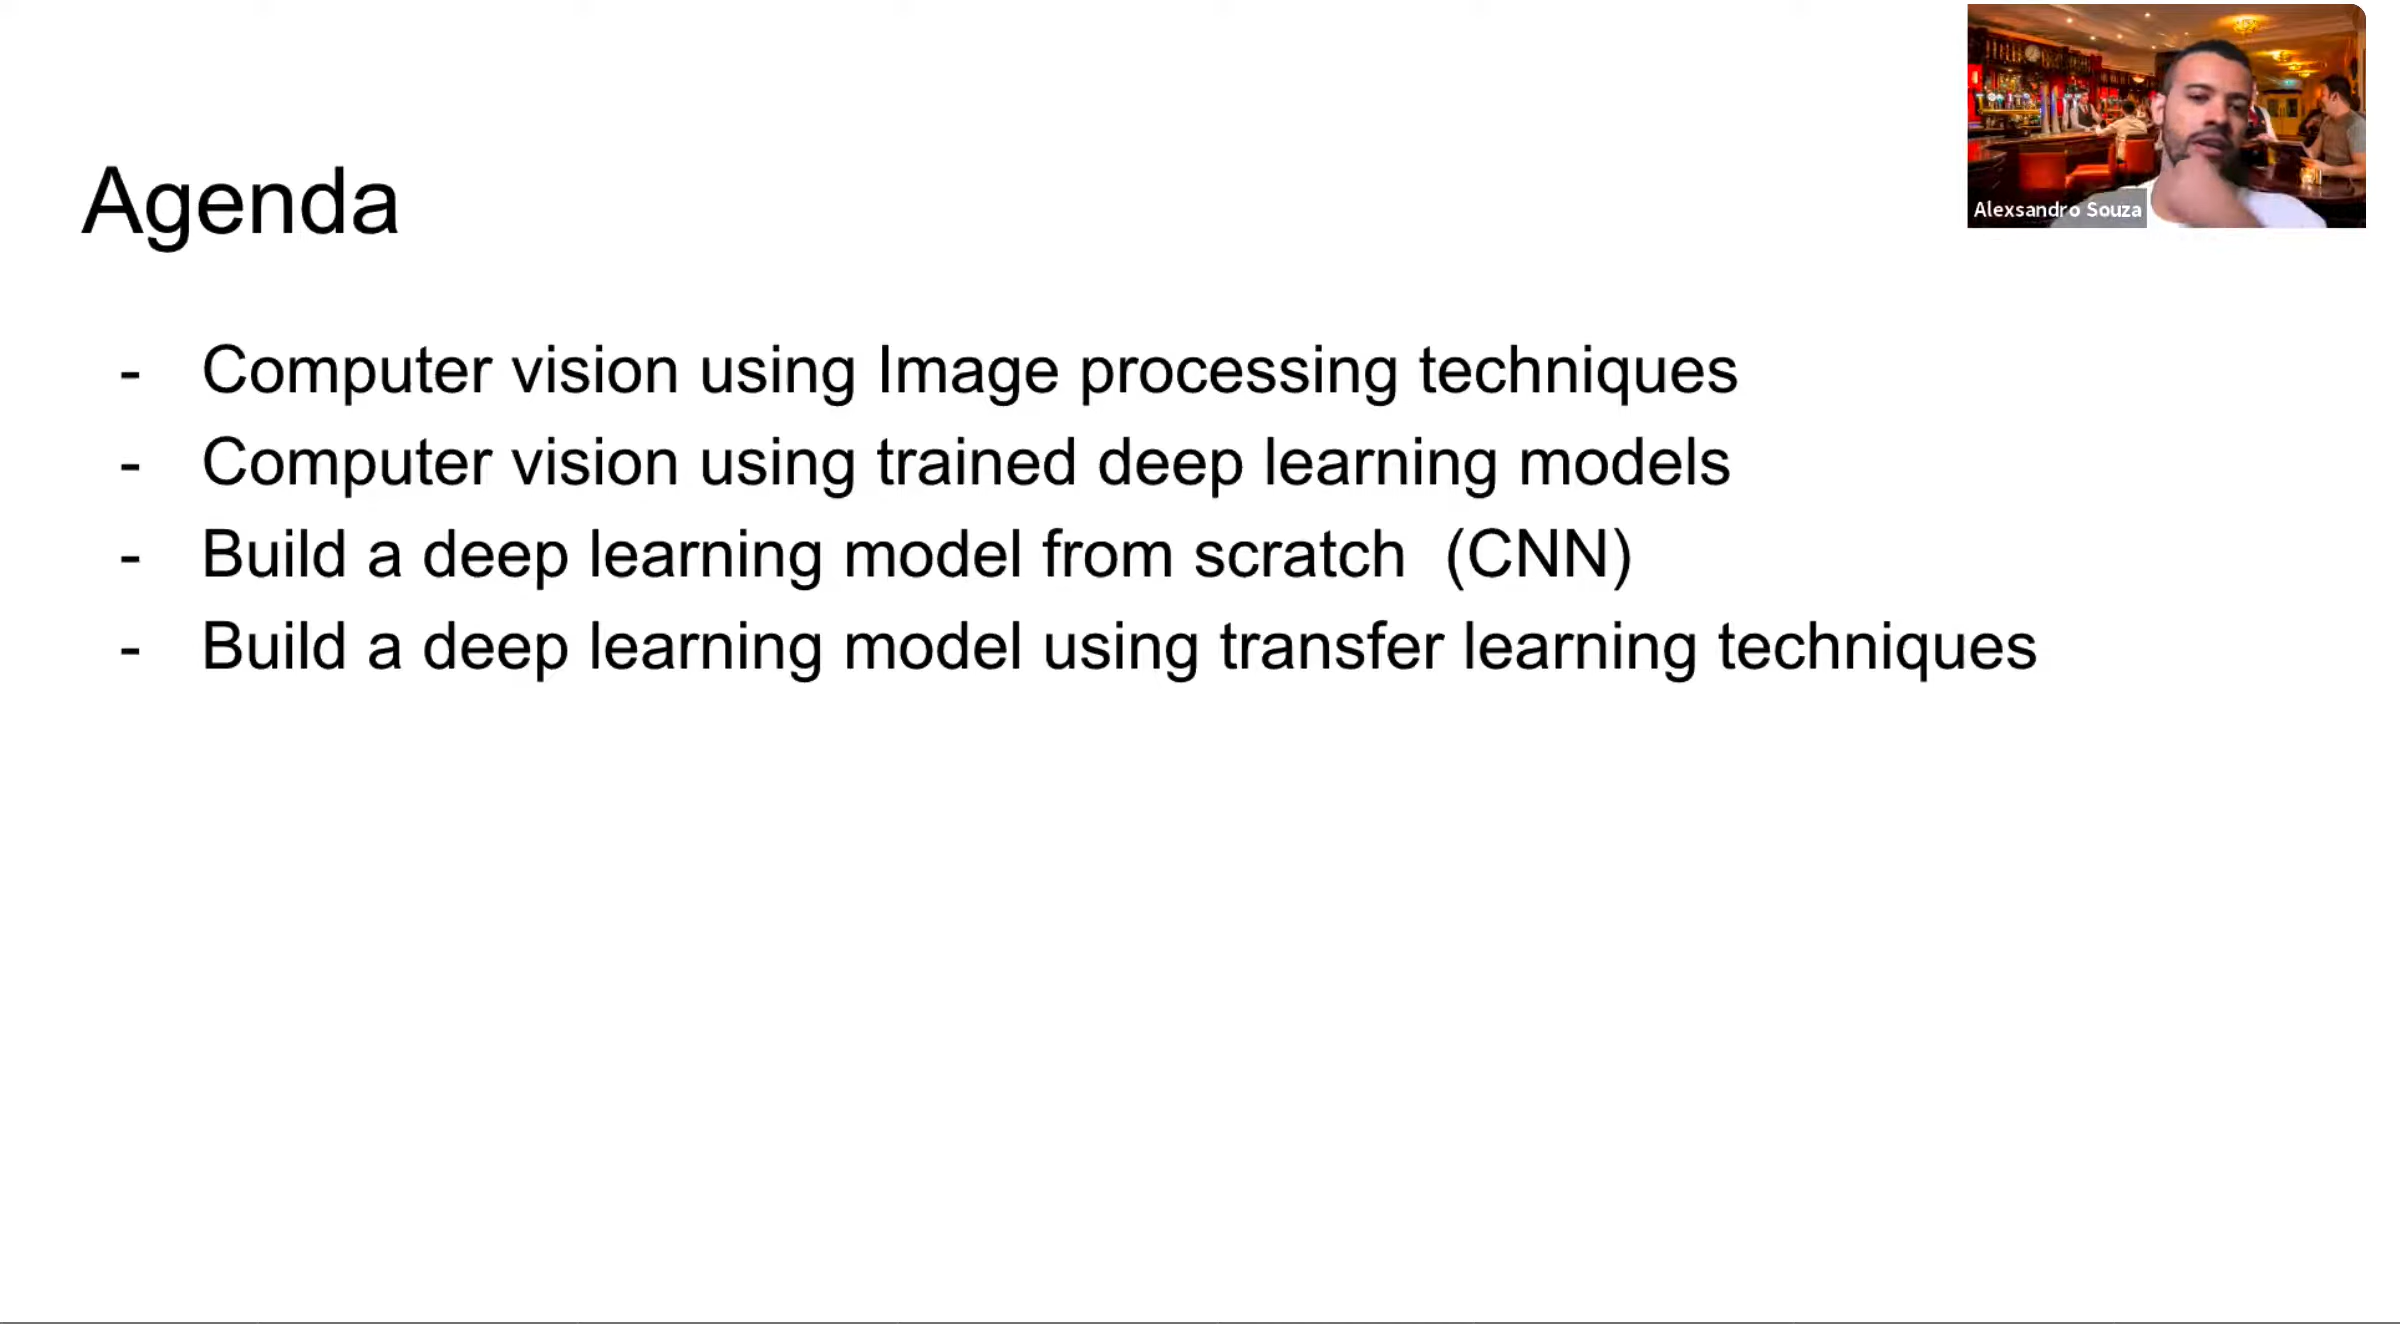 Agenda
- Computer vision using Image processing techniques
- Computer vision using trained deep learning models
- Build a deep learning model from scratch  (CNN)
- Build a deep learning model using transfer learning techniques
Alexsandro Souza